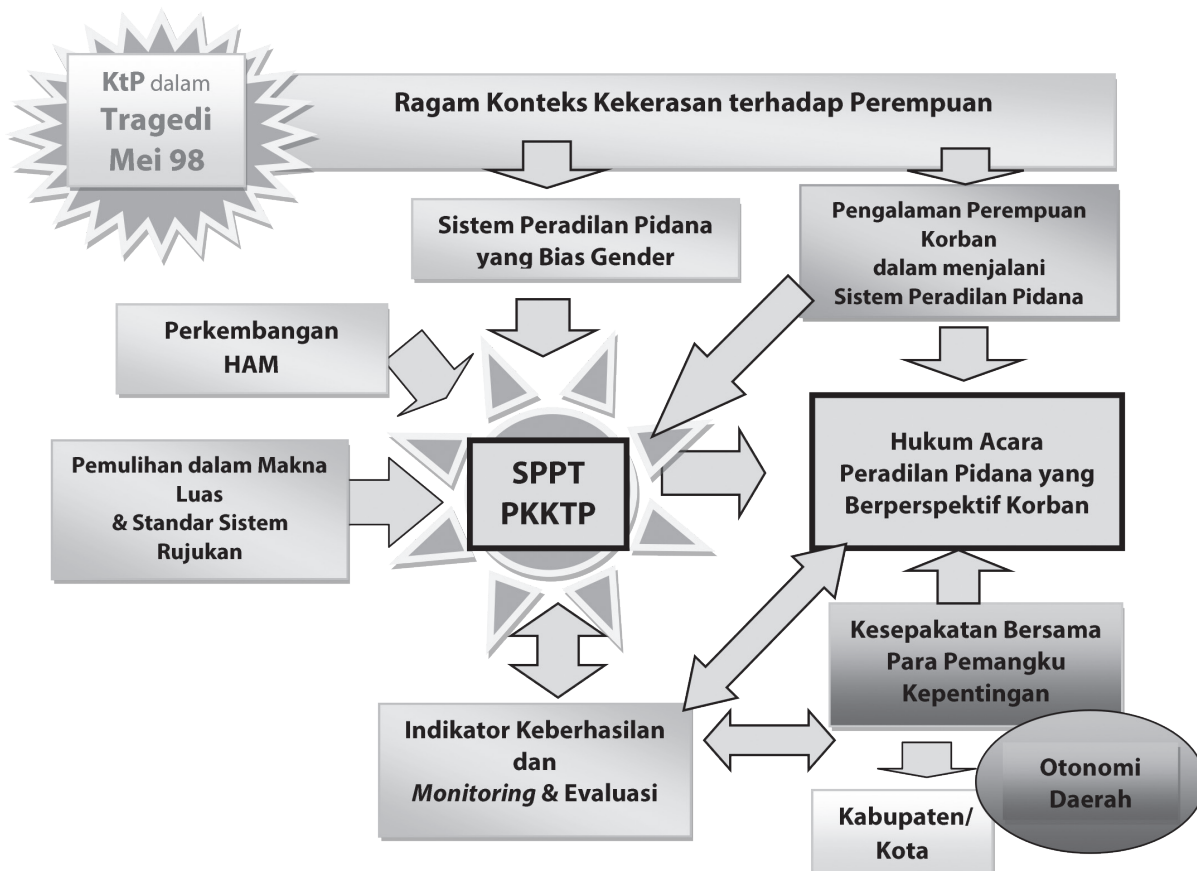 KtP dalam
Tragedi
Mei 98
Ragam Konteks Kekerasan terhadap Perempuan
Sistem Peradilan Pidana
yang Bias Gender
Pengalaman Perempuan
Korban
dalam menjalani
Sistem Peradilan Pidana
Perkembangan
HAM
Pemulihan dalam Makna
Luas
& Standar Sistem
Rujukan
SPPT
PKKTP
Hukum Acara
Peradilan Pidana yang
Berperspektif Korban
Kesepakatan Bersama
Para Pemangku
Kepentingan
Indikator Keberhasilan
dan
Monitoring & Evaluasi
Otonomi
Daerah
Kabupaten/
Kota